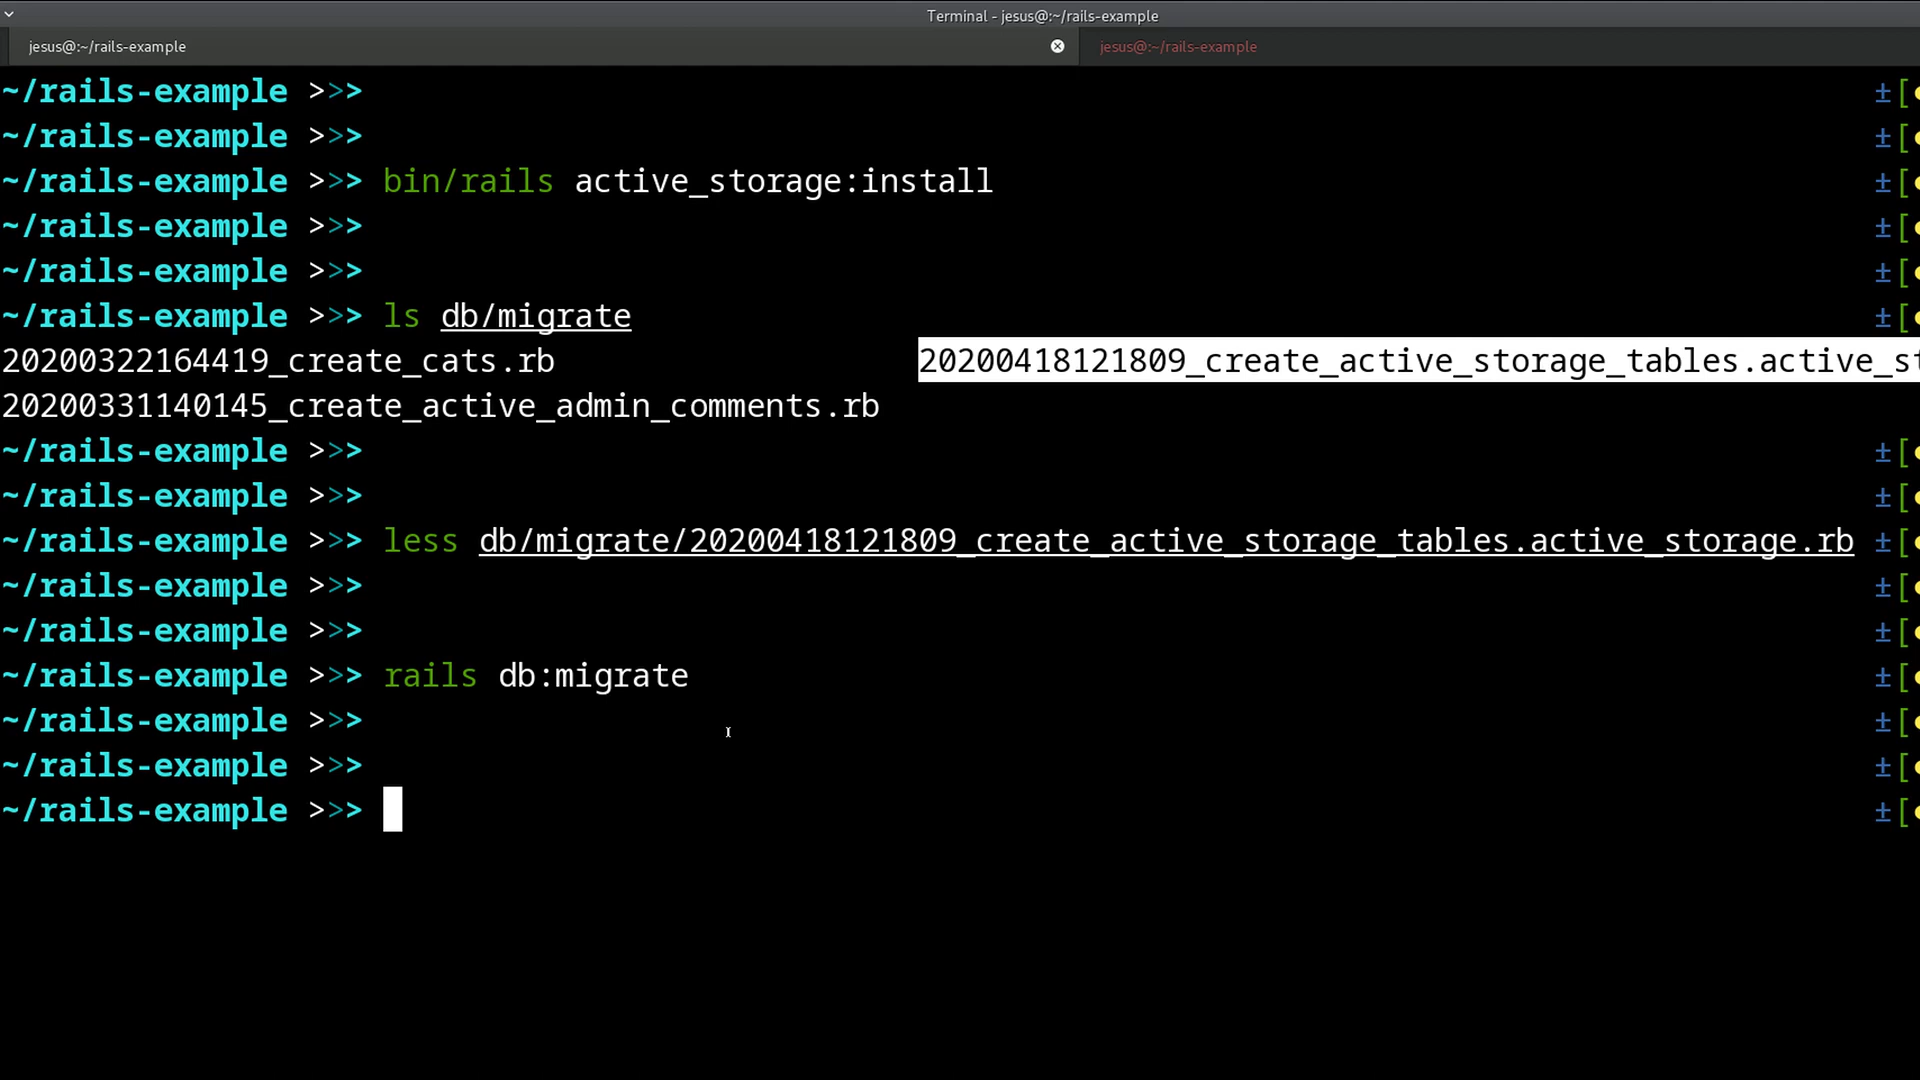 Terminal - jesus@:~/rails-example
jesus@:~/rails-example
jesus@:~/rails-example
~/rails-example >>> ±[
~/rails-example >>> ±[
~/rails-example >>> bin/rails active_storage:install ±[
~/rails-example >>> ±[
~/rails-example >>> ±[
~/rails-example >>> ls db/migrate ±[
20200322164419_create_cats.rb 20200418121809_create_active_storage_tables.active_st
20200331140145_create_active_admin_comments.rb
~/rails-example >>> ±[
~/rails-example >>> ±[
~/rails-example >>> less db/migrate/20200418121809_create_active_storage_tables.active_storage.rb ±[
~/rails-example >>> ±[
~/rails-example >>> ±[
~/rails-example >>> rails db:migrate ±[
~/rails-example >>> ±[
~/rails-example >>> ±[
~/rails-example >>> ±[